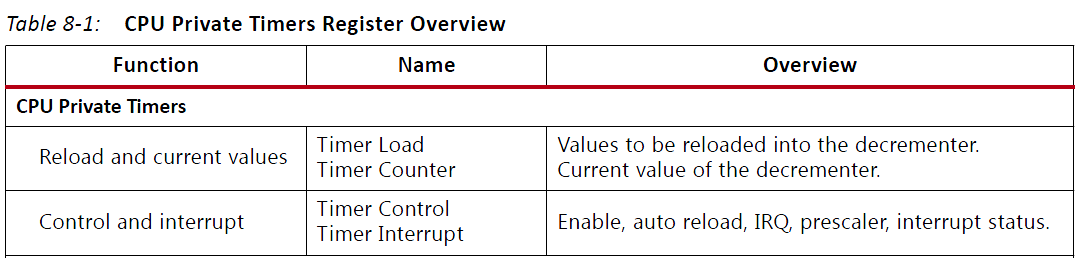 Table 8-1: CPU Private Timers Register Overview
Function Name Overview
CPU Private Timers
Reload and current values
Timer Load
Timer Counter
Values to be reloaded into the decrementer.
Current value of the decrementer.
Control and interrupt
Timer Control
Timer Interrupt
Enable, auto reload, IRQ, prescaler, interrupt status.